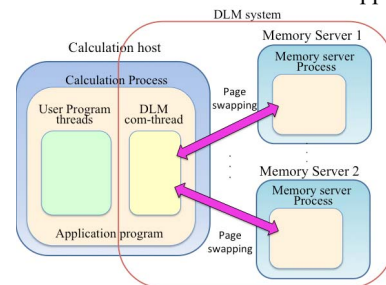 DLM system
Calculation host
Calculation Process
User Program
threads
DLM
com-thread
Application program
Page
swapping
Page
swapping
Memory Server 1
Memory server
Process
Memory Server 2
Memory server
Process